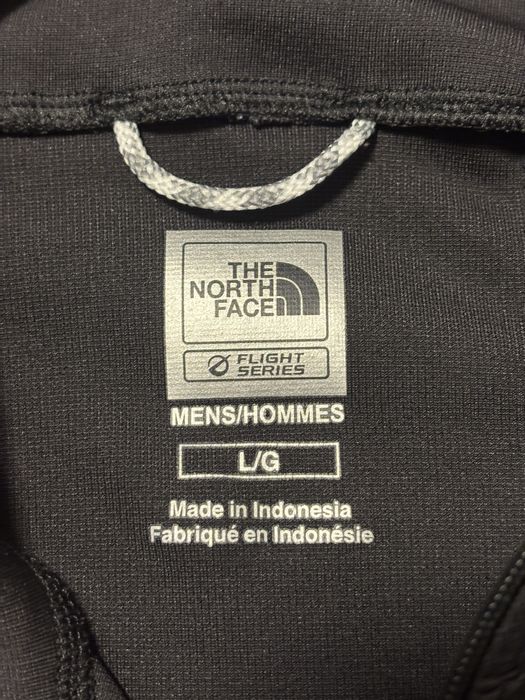 THE
NORTH
FACE
FLIGHT
SERIES
MENS/HOMMES
L/G
Made in Indonesia
Fabriqué en Indonésie